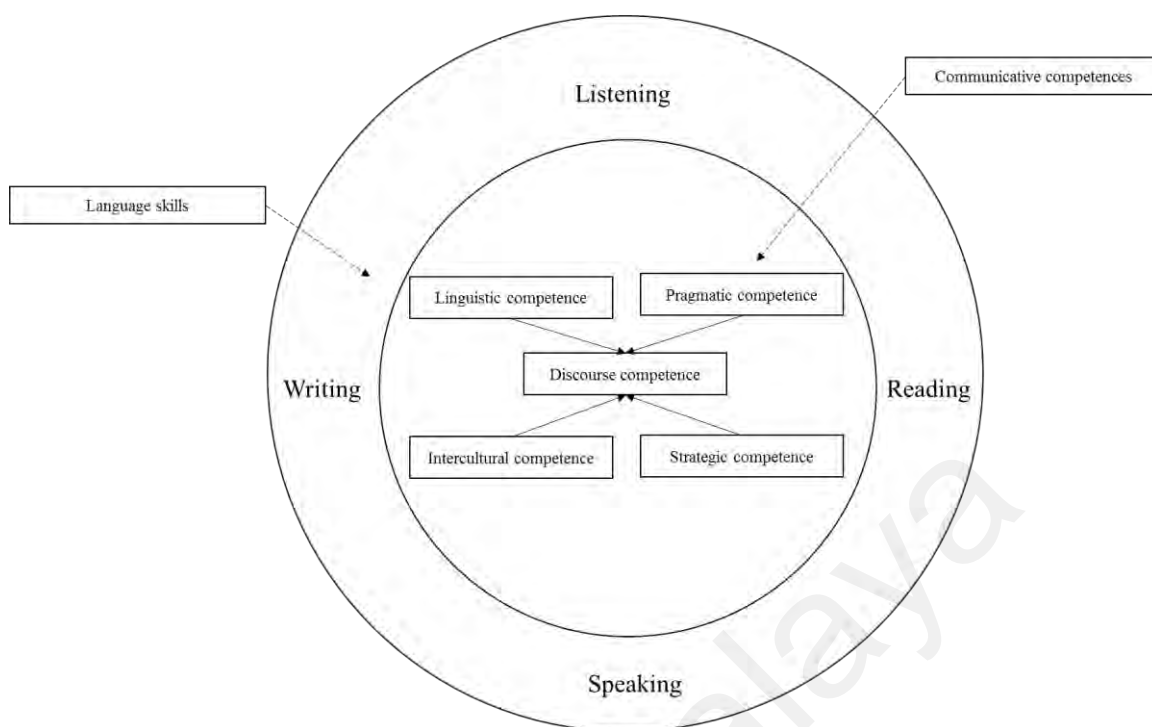 Communicative competences
Listening
Language skills
Linguistic competence
Pragmatic competence
Discourse competence
Writing
Reading
Intercultural competence
Strategic competence
Speaking